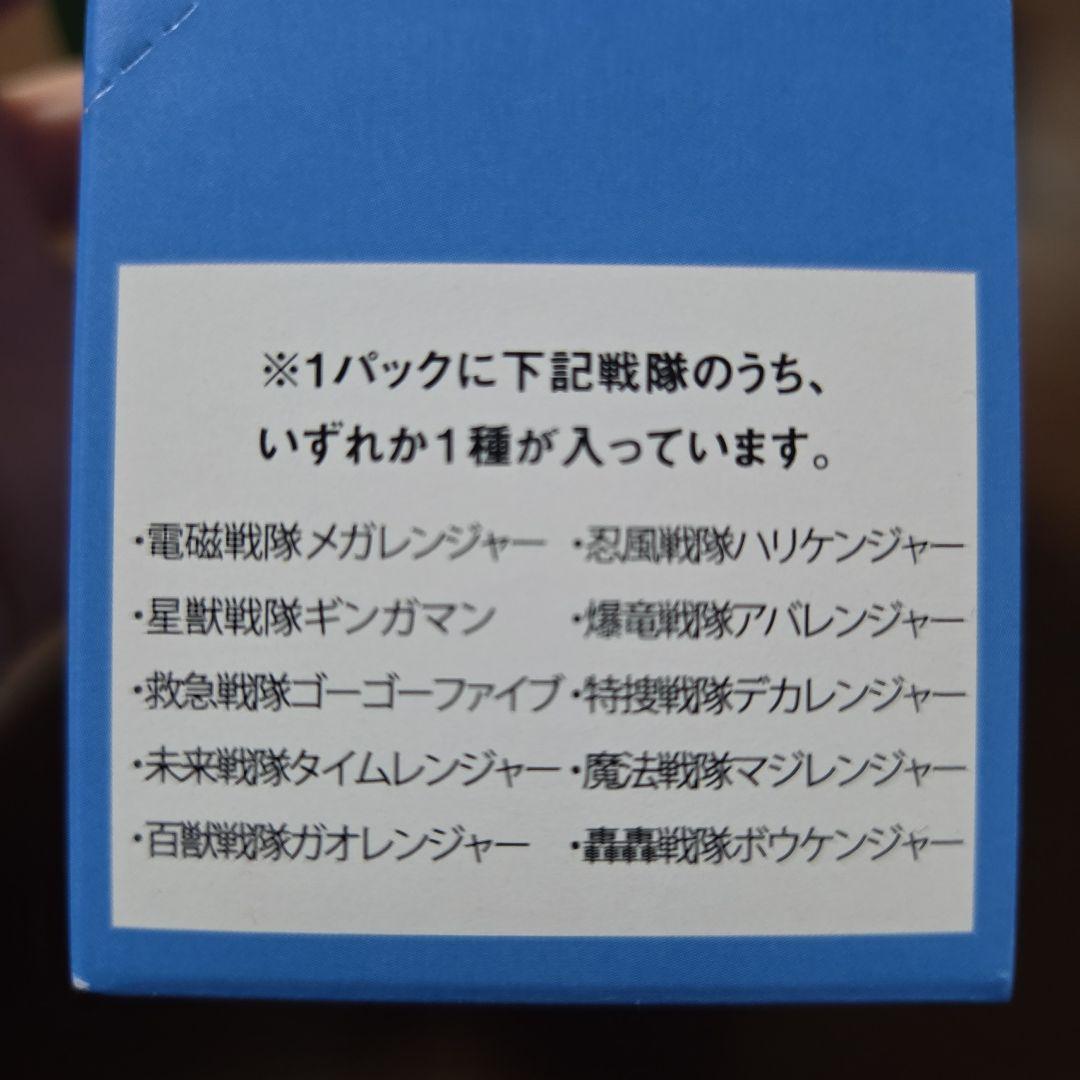 ※1パックに下記戦隊のうち、
いずれか1種が入っています。
・電磁戦隊メガレンジャー
・星獣戦隊ギンガマン
・救急戦隊ゴーゴーファイブ
・未来戦隊タイムレンジャー
・百獣戦隊ガオレンジャー
・忍風戦隊ハリケンジャー
・爆竜戦隊アバレンジャー
・特捜戦隊デカレンジャー
・魔法戦隊マジレンジャー
・轟轟戦隊ボウケンジャー